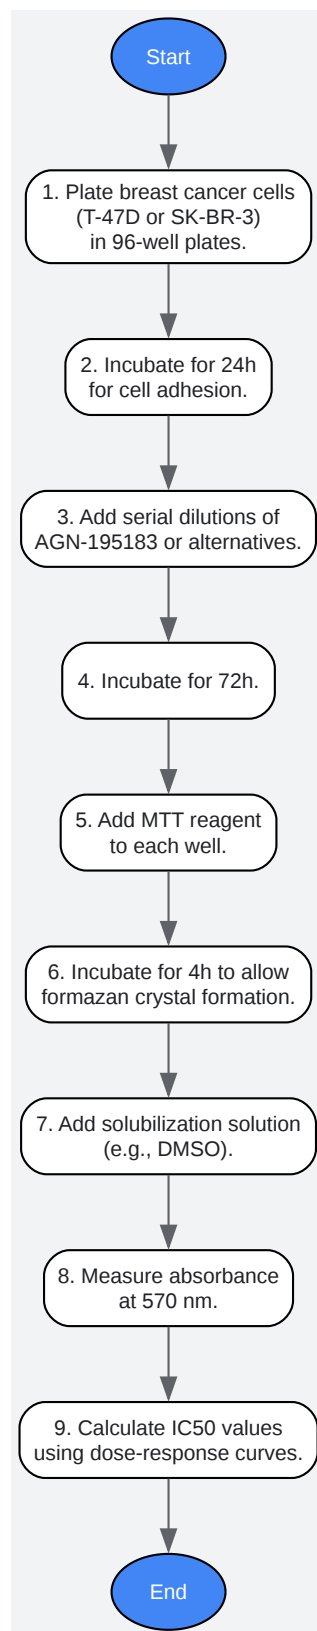 Start
1. Plate breast cancer cells
(T-47D or SK-BR-3)
in 96-well plates.
2. Incubate for 24h
for cell adhesion.
3. Add serial dilutions of
AGN-195183 or alternatives.
4. Incubate for 72h.
5. Add MTT reagent
to each well.
6. Incubate for 4h to allow
formazan crystal formation.
7. Add solubilization solution
(e.g., DMSO).
8. Measure absorbance
at 570 nm.
9. Calculate IC50 values
using dose-response curves.
End